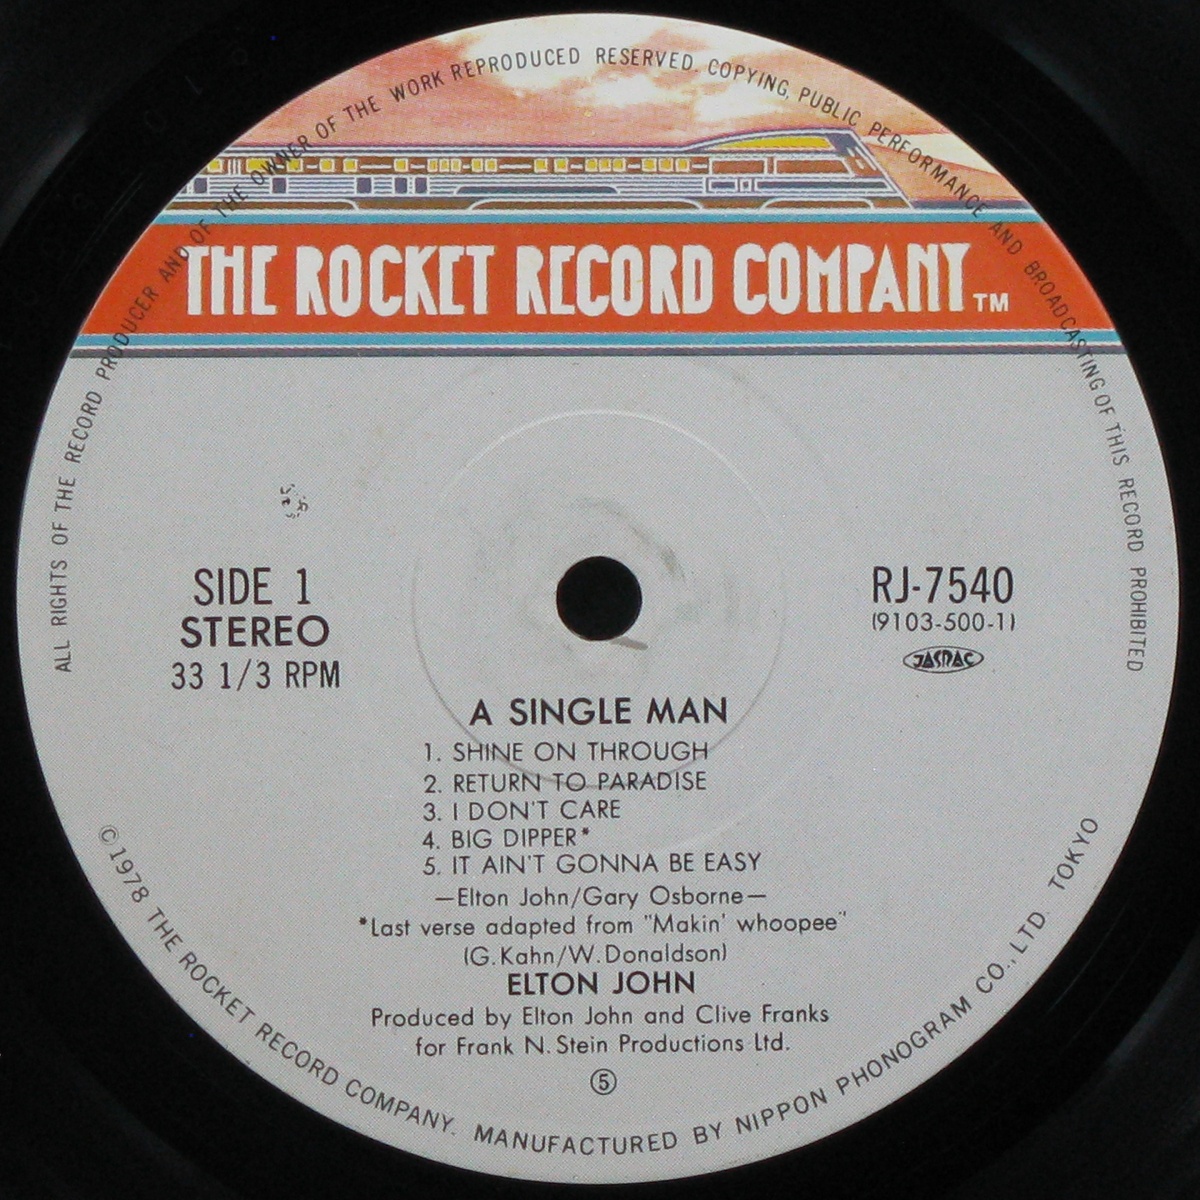 ALL RIGHTS OF THE RECORD PRODUCER AND OF THE OWNER OF THE WORK REPRODUCED RESERVED. COPYING, PUBLIC PERFORMANCE AND BROADCASTING OF THIS RECORD PROHIBITED
THE ROCKET RECORD COMPANY TM
SIDE 1
STEREO
33 1/3 RPM
RJ-7540
(9103-500-1)
JASRAC
A SINGLE MAN
1. SHINE ON THROUGH
2. RETURN TO PARADISE
3. I DON'T CARE
4. BIG DIPPER*
5. IT AIN'T GONNA BE EASY
—Elton John/Gary Osborne—
*Last verse adapted from "Makin' whoopee"
(G.Kahn/W.Donaldson)
ELTON JOHN
Produced by Elton John and Clive Franks
for Frank N. Stein Productions Ltd.
⑤
©1978 THE ROCKET RECORD COMPANY. MANUFACTURED BY NIPPON PHONOGRAM CO., LTD. TOKYO